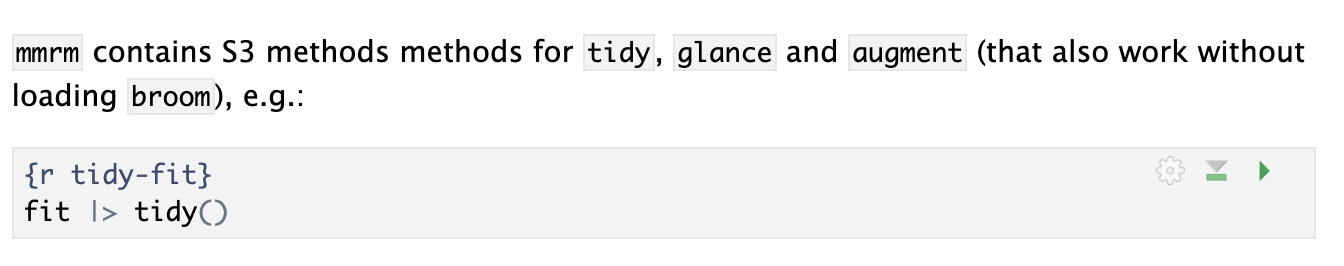 mmrm contains S3 methods methods for tidy, glance and augment (that also work without
loading broom), e.g.:
{r tidy-fit}
fit |> tidy()